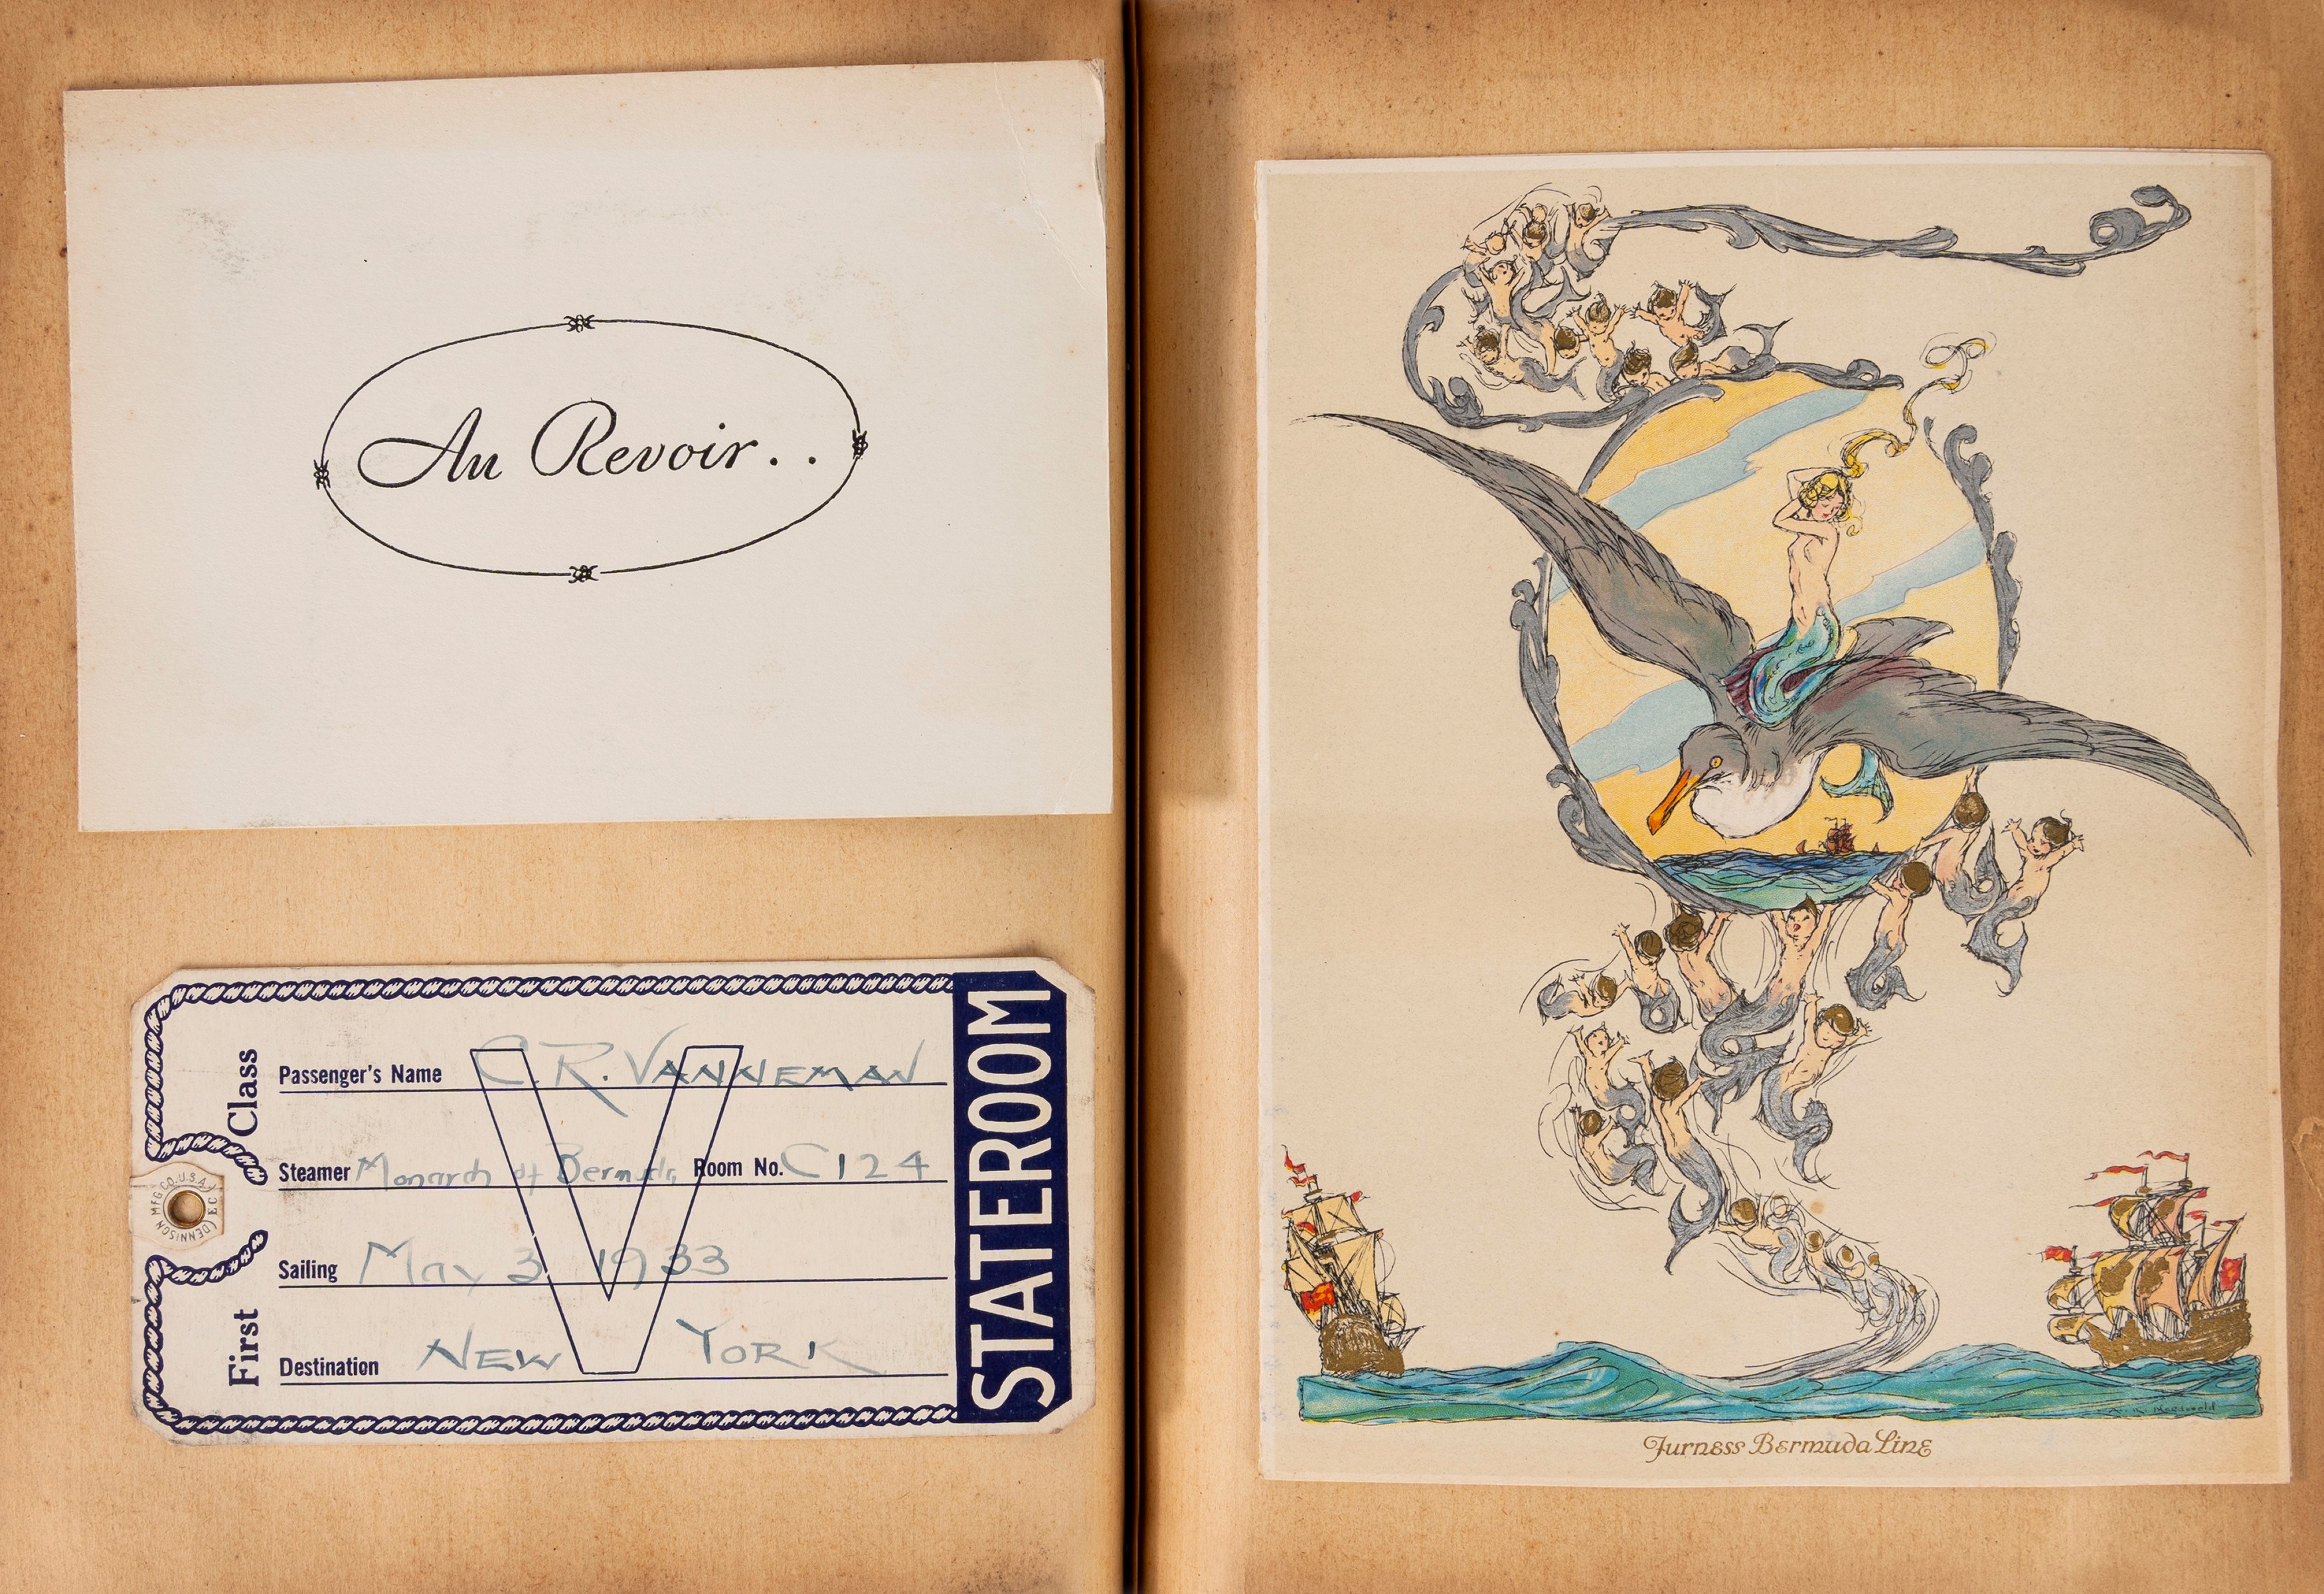 Au Revoir. .
First Class
Passenger's Name C. R. VANNEMAN
Steamer Monarch of Bermuda Room No. C124
Sailing May 3 1933
Destination NEW YORK
V
STATEROOM
DENNISON MFG CO. U.S.A.
Furness Bermuda Line